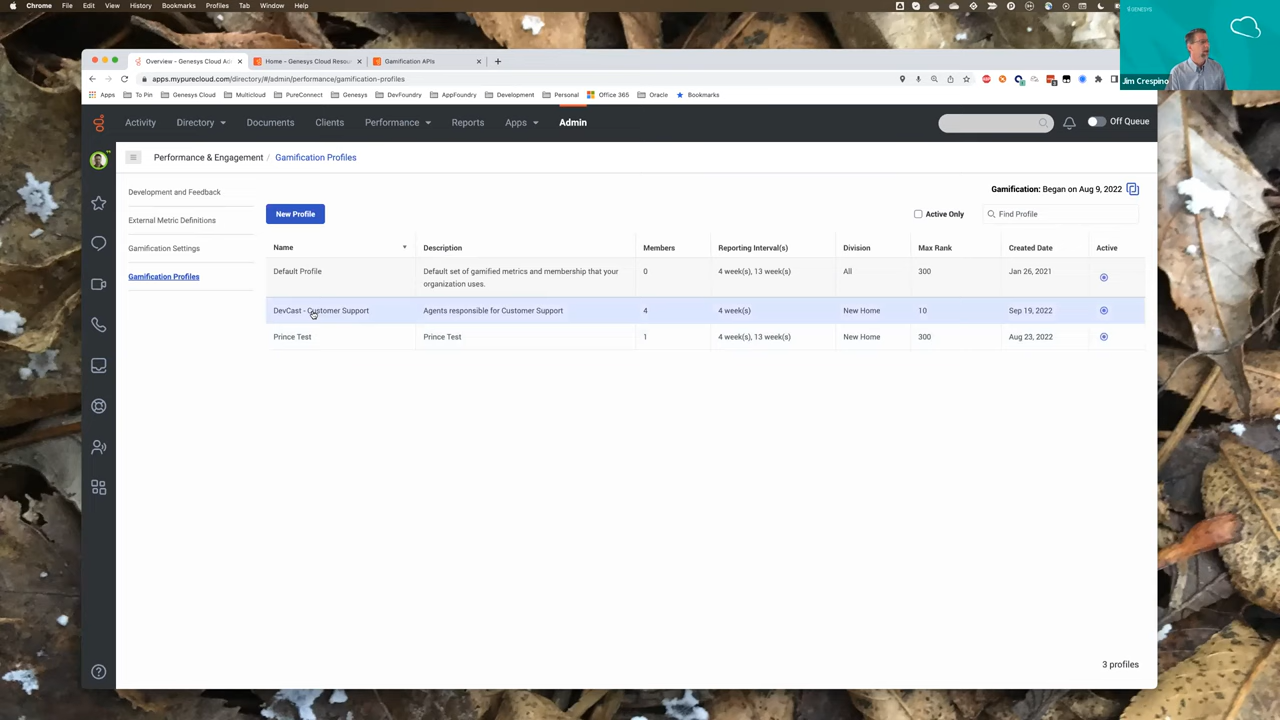 Chrome File Edit View History Bookmarks Profiles Tab Window Help
GENESYS
Jim Crespino
Overview - Genesys Cloud Ad
Home - Genesys Cloud Resou
Gamification APIs
apps.mypurecloud.com/directory/#/admin/performance/gamification-profiles
Apps To Pin Genesys Cloud Multicloud PureConnect Genesys DevFoundry AppFoundry Development Personal Office 365 Oracle Bookmarks
Activity Directory Documents Clients Performance Reports Apps Admin Off Queue
Performance & Engagement / Gamification Profiles
Development and Feedback
External Metric Definitions
Gamification Settings
Gamification Profiles
Gamification: Began on Aug 9, 2022
New Profile
Active Only
Find Profile
Name Description Members Reporting Interval(s) Division Max Rank Created Date Active
Default Profile Default set of gamified metrics and membership that your 0 4 week(s), 13 week(s) All 300 Jan 26, 2021
organization uses.
DevCast - Customer Support Agents responsible for Customer Support 4 4 week(s) New Home 10 Sep 19, 2022
Prince Test Prince Test 1 4 week(s), 13 week(s) New Home 300 Aug 23, 2022
3 profiles